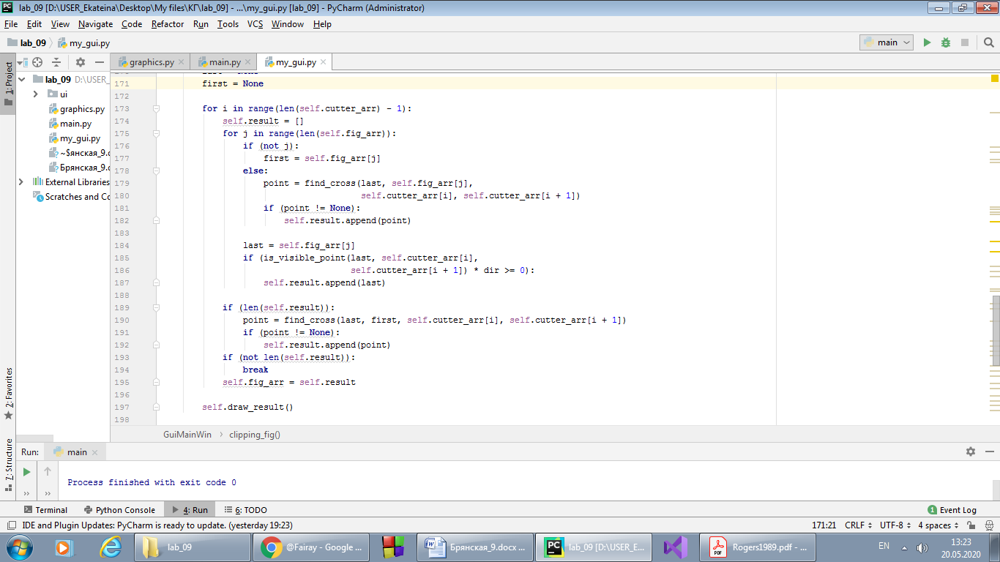 lab_09 [D:\USER_Ekateina\Desktop\My files\КГ\lab_09] - ...\my_gui.py [lab_09] - PyCharm (Administrator)
File Edit View Navigate Code Refactor Run Tools VCS Window Help
lab_09 my_gui.py main
1: Project
graphics.py main.py my_gui.py
lab_09 D:\USER_
ui
graphics.py
main.py
my_gui.py
~$янская_9.d
Брянская_9.d
External Libraries
Scratches and Co
171 first = None
172
173 for i in range(len(self.cutter_arr) - 1):
174 self.result = []
175 for j in range(len(self.fig_arr)):
176 if (not j):
177 first = self.fig_arr[j]
178 else:
179 point = find_cross(last, self.fig_arr[j],
180 self.cutter_arr[i], self.cutter_arr[i + 1])
181 if (point != None):
182 self.result.append(point)
183
184 last = self.fig_arr[j]
185 if (is_visible_point(last, self.cutter_arr[i],
186 self.cutter_arr[i + 1]) * dir >= 0):
187 self.result.append(last)
188
189 if (len(self.result)):
190 point = find_cross(last, first, self.cutter_arr[i], self.cutter_arr[i + 1])
191 if (point != None):
192 self.result.append(point)
193 if (not len(self.result)):
194 break
195 self.fig_arr = self.result
196
197 self.draw_result()
198
GuiMainWin › clipping_fig()
2: Favorites
7: Structure
Run: main
Process finished with exit code 0
Terminal Python Console 4: Run 6: TODO 1 Event Log
IDE and Plugin Updates: PyCharm is ready to update. (yesterday 19:23) 171:21 CRLF UTF-8 4 spaces
lab_09 @Fairay - Google ... Брянская_9.docx ... lab_09 [D:\USER_E... Rogers1989.pdf - ... EN 13:23
20.05.2020